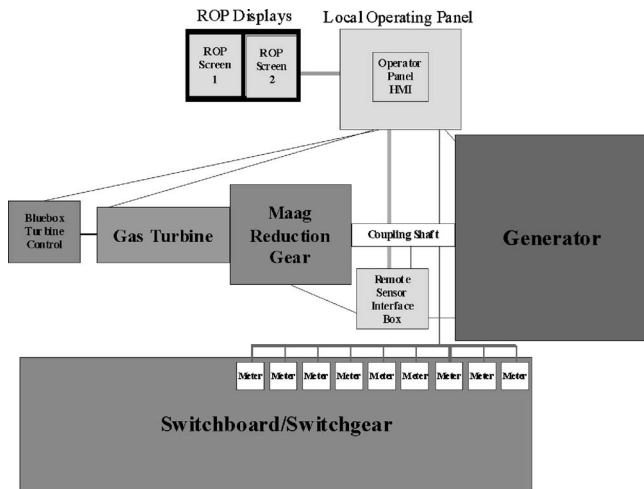 ROP Displays
Local Operating Panel
ROP
Screen
1
ROP
Screen
2
Operator
Panel
HMI
Bluebox
Turbine
Control
Gas Turbine
Maag
Reduction
Gear
Coupling Shaft
Generator
Remote
Sensor
Interface
Box
Meter
Meter
Meter
Meter
Meter
Meter
Meter
Meter
Meter
Switchboard/Switchgear